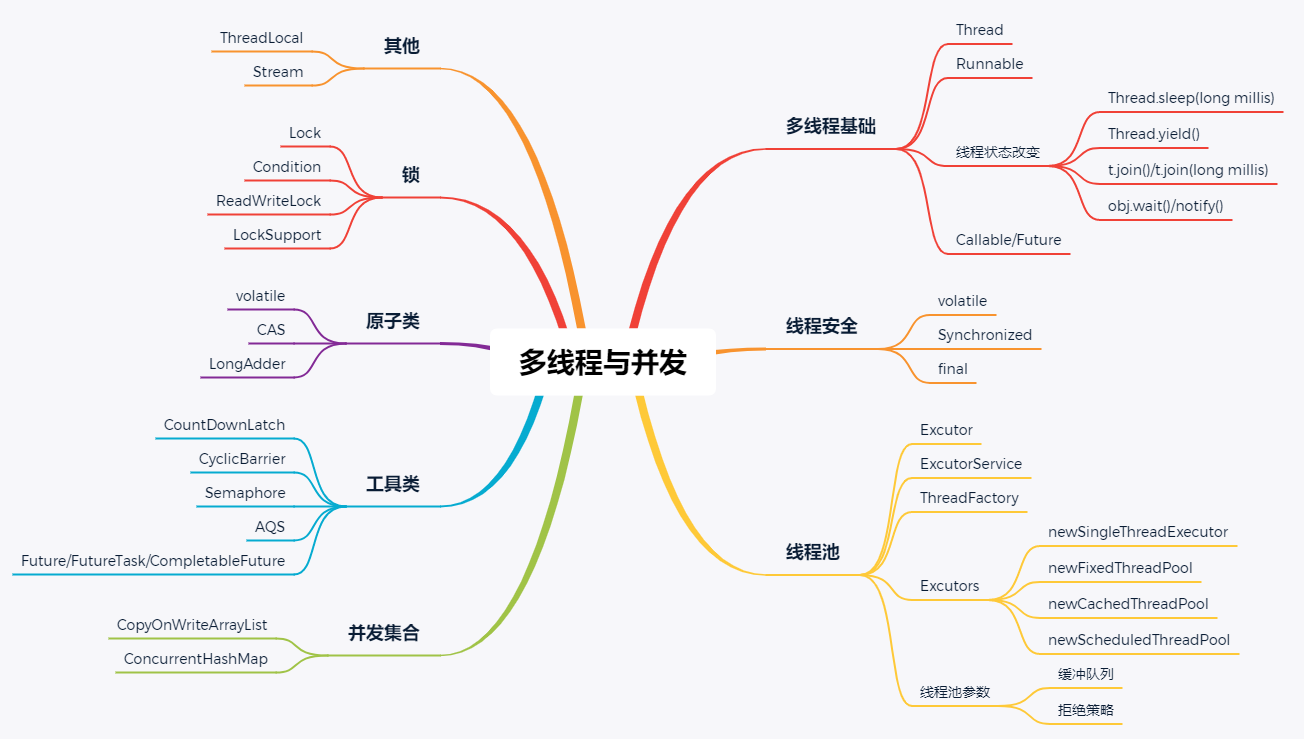 多线程与并发
多线程基础
Thread
Runnable
线程状态改变
Thread.sleep(long millis)
Thread.yield()
t.join()/t.join(long millis)
obj.wait()/notify()
Callable/Future
线程安全
volatile
Synchronized
final
线程池
Excutor
ExcutorService
ThreadFactory
Excutors
newSingleThreadExecutor
newFixedThreadPool
newCachedThreadPool
newScheduledThreadPool
线程池参数
缓冲队列
拒绝策略
其他
ThreadLocal
Stream
锁
Lock
Condition
ReadWriteLock
LockSupport
原子类
volatile
CAS
LongAdder
工具类
CountDownLatch
CyclicBarrier
Semaphore
AQS
Future/FutureTask/CompletableFuture
并发集合
CopyOnWriteArrayList
ConcurrentHashMap